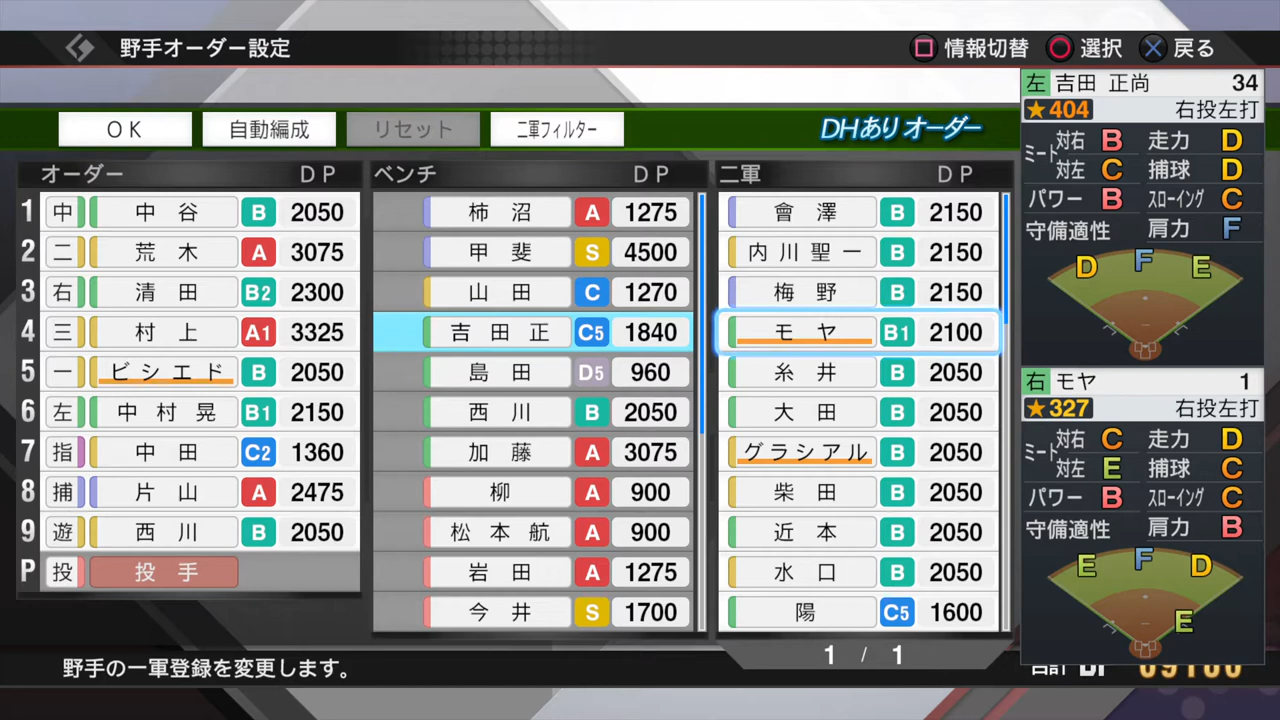 野手オーダー設定
情報切替 選択 戻る
OK 自動編成 リセット 二軍フィルター DHありオーダー
オーダー DP
1 中 中谷 B 2050
2 二 荒木 A 3075
3 右 清田 B2 2300
4 三 村上 A1 3325
5 一 ビシエド B 2050
6 左 中村晃 B1 2150
7 指 中田 C2 1360
8 捕 片山 A 2475
9 遊 西川 B 2050
P 投 投手
ベンチ DP
柿沼 A 1275
甲斐 S 4500
山田 C 1270
吉田正 C5 1840
島田 D5 960
西川 B 2050
加藤 A 3075
柳 A 900
松本航 A 900
岩田 A 1275
今井 S 1700
二軍 DP
會澤 B 2150
内川聖一 B 2150
梅野 B 2150
モヤ B1 2100
糸井 B 2050
大田 B 2050
グラシアル B 2050
柴田 B 2050
近本 B 2050
水口 B 2050
陽 C5 1600
1 / 1
左 吉田 正尚 34
★404 右投左打
ミート 対右 B 走力 D
対左 C 捕球 D
パワー B スローイング C
守備適性 肩力 F
D F E
右 モヤ 1
★327 右投左打
ミート 対右 C 走力 D
対左 E 捕球 C
パワー B スローイング C
守備適性 肩力 B
E F D
E
野手の一軍登録を変更します。